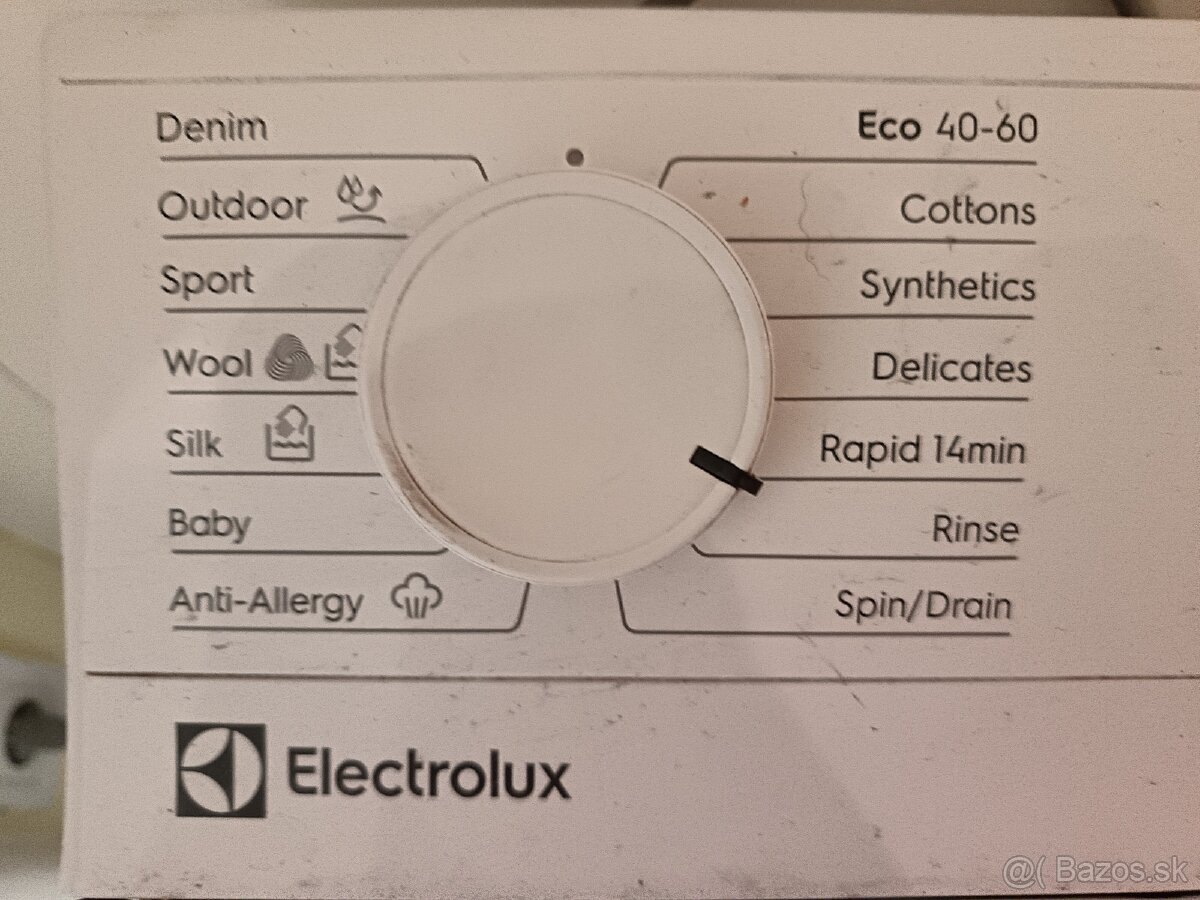 Denim
Outdoor
Sport
Wool
Silk
Baby
Anti-Allergy
Eco 40-60
Cottons
Synthetics
Delicates
Rapid 14min
Rinse
Spin/Drain
Electrolux
@( Bazos.sk